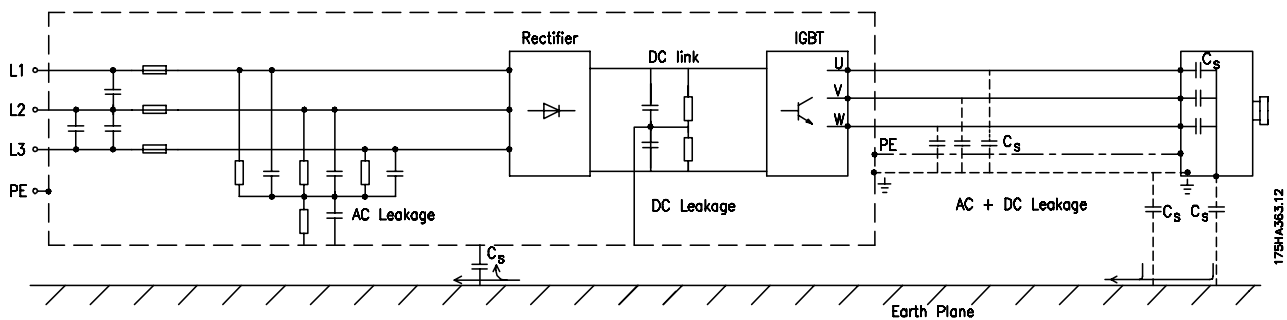 Rectifier
IGBT
DC link
L1
L2
L3
PE
U
V
W
PE
Cs
Cs
AC Leakage
DC Leakage
AC + DC Leakage
Cs
Cs
Cs
Earth Plane
175HA363.12